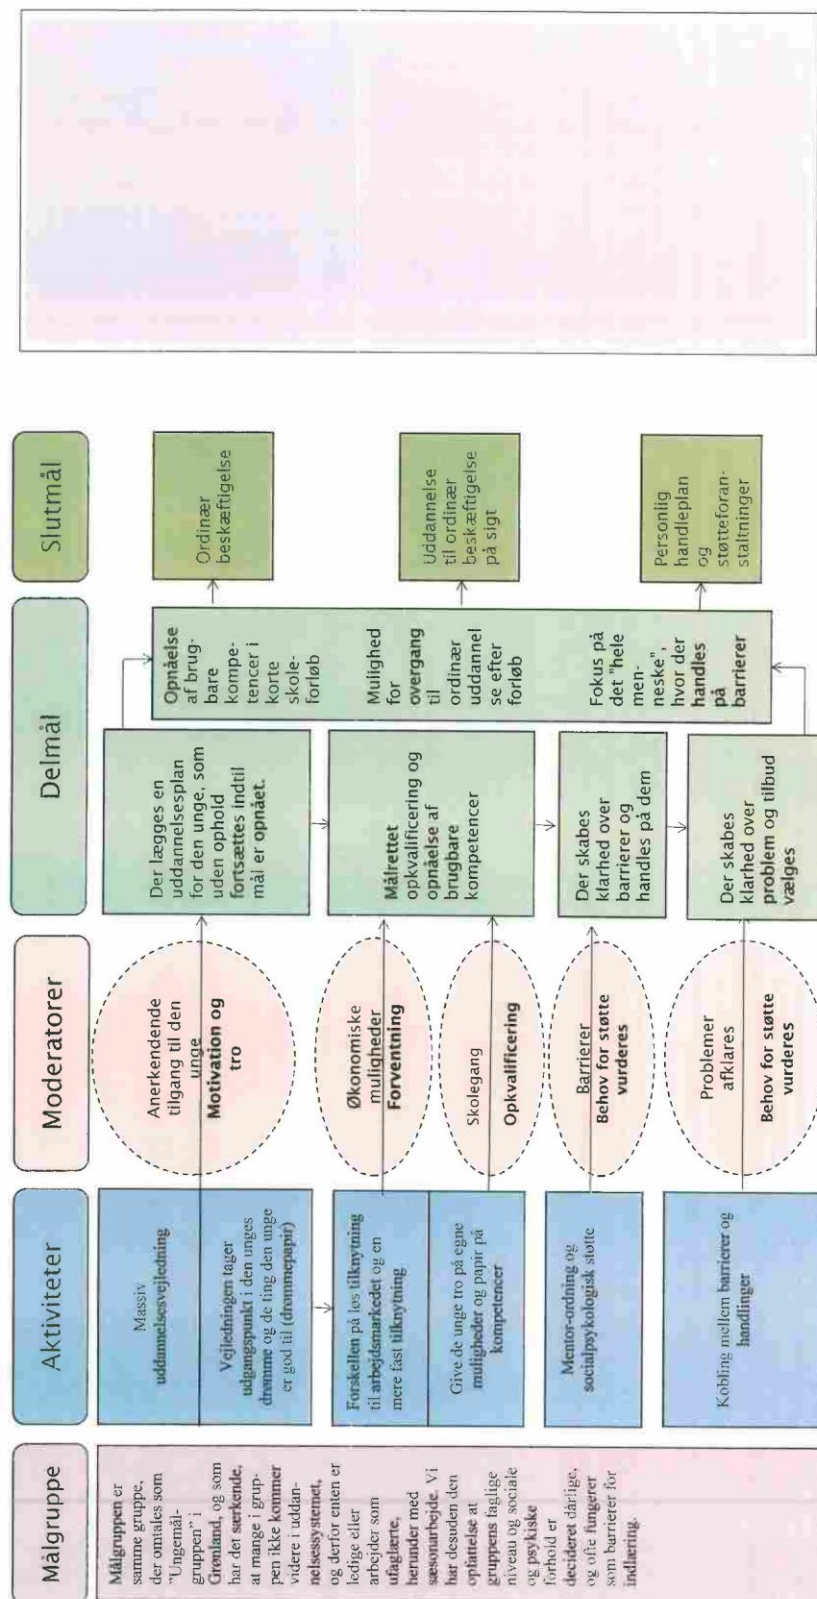 Målgruppe
Målgruppen er
samme gruppe,
der omtales som
"Ungemål-
gruppen" i
Grønland, og som
har det særkende,
at mange i grup-
pen ikke kommer
videre i uddan-
nelsessystemet,
og derfor enten er
ledige eller
arbejder som
ufaglærte,
herunder med
sæsonarbejde. Vi
har desuden den
opfattelse at
gruppens faglige
niveau og sociale
og psykiske
forhold er
decideret dårlige,
og ofte fungerer
som barrierer for
indlæring.
Aktiviteter
Massiv
uddannelsesvejledning
Vejledningen tager
udgangspunkt i den unges
drømme og de ting den unge
er god til (drømmepapir)
Forskellen på løs tilknytning
til arbejdsmarkedet og en
mere fast tilknytning
Give de unge tro på egne
muligheder og papir på
kompetencer
Mentor-ordning og
socialpsykologisk støtte
Kobling mellem barrierer og
handlinger
Moderatorer
Anerkendende
tilgang til den
unge
Motivation og
tro
Økonomiske
muligheder
Forventning
Skolegang
Opkvalificering
Barrierer
Behov for støtte
vurderes
Problemer
afklares
Behov for støtte
vurderes
Delmål
Der lægges en
uddannelsesplan
for den unge, som
uden ophold
fortsættes indtil
mål er opnået.
Målrettet
opkvalificering og
opnåelse af
brugbare
kompetencer
Der skabes
klarhed over
barrierer og
handles på dem
Der skabes
klarhed over
problem og tilbud
vælges
Opnåelse
af brug-
bare
kompe-
tencer i
korte
skole-
forløb
Mulighed
for
overgang
til
ordinær
uddannel
se efter
forløb
Fokus på
det "hele
men-
neske",
hvor der
handles
på
barrierer
Slutmål
Ordinær
beskæftigelse
Uddannelse
til ordinær
beskæftigelse
på sigt
Personlig
handleplan
og
støtteforan-
staltninger